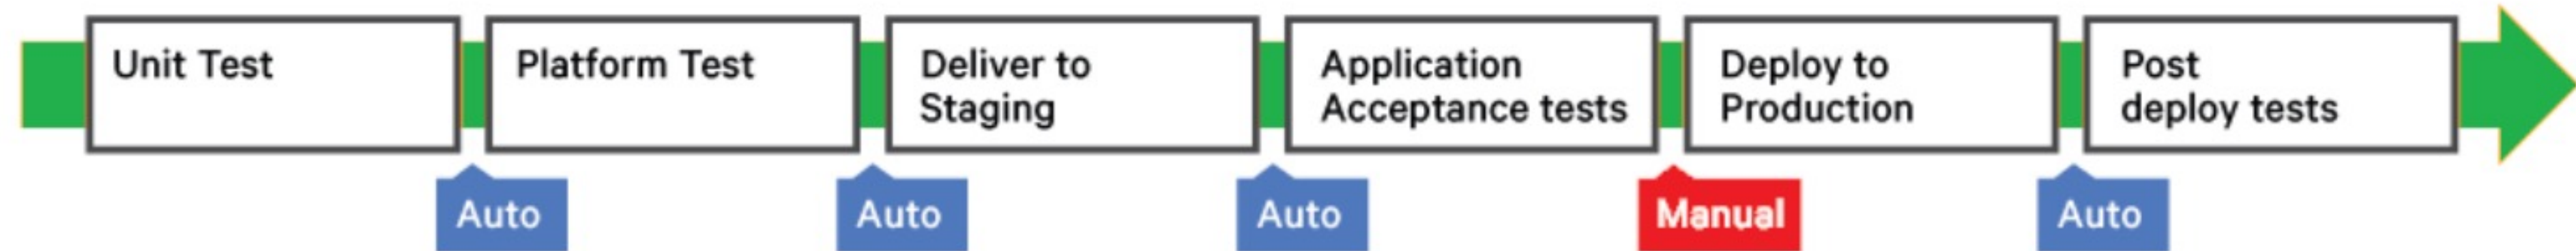 Unit Test
Platform Test
Deliver to
Staging
Application
Acceptance tests
Deploy to
Production
Post
deploy tests
Auto
Auto
Auto
Manual
Auto